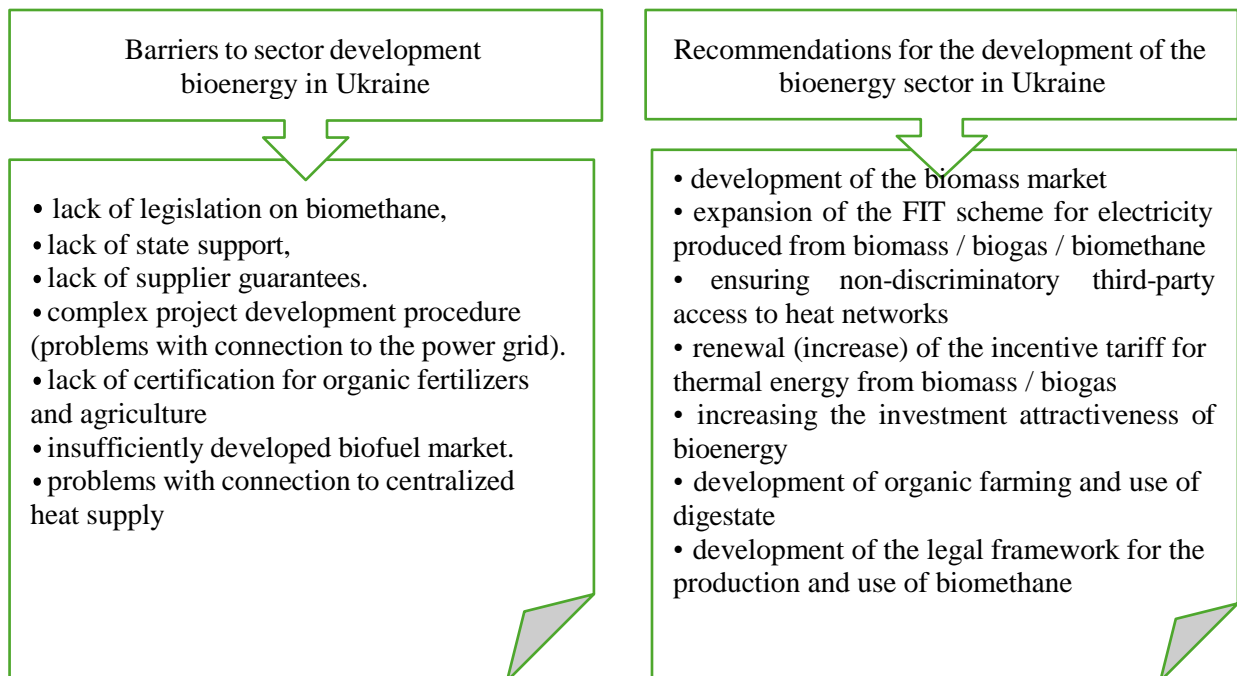 Barriers to sector development
bioenergy in Ukraine
• lack of legislation on biomethane,
• lack of state support,
• lack of supplier guarantees.
• complex project development procedure
(problems with connection to the power grid).
• lack of certification for organic fertilizers
and agriculture
• insufficiently developed biofuel market.
• problems with connection to centralized
heat supply
Recommendations for the development of the
bioenergy sector in Ukraine
• development of the biomass market
• expansion of the FIT scheme for electricity
produced from biomass / biogas / biomethane
• ensuring non-discriminatory third-party
access to heat networks
• renewal (increase) of the incentive tariff for
thermal energy from biomass / biogas
• increasing the investment attractiveness of
bioenergy
• development of organic farming and use of
digestate
• development of the legal framework for the
production and use of biomethane